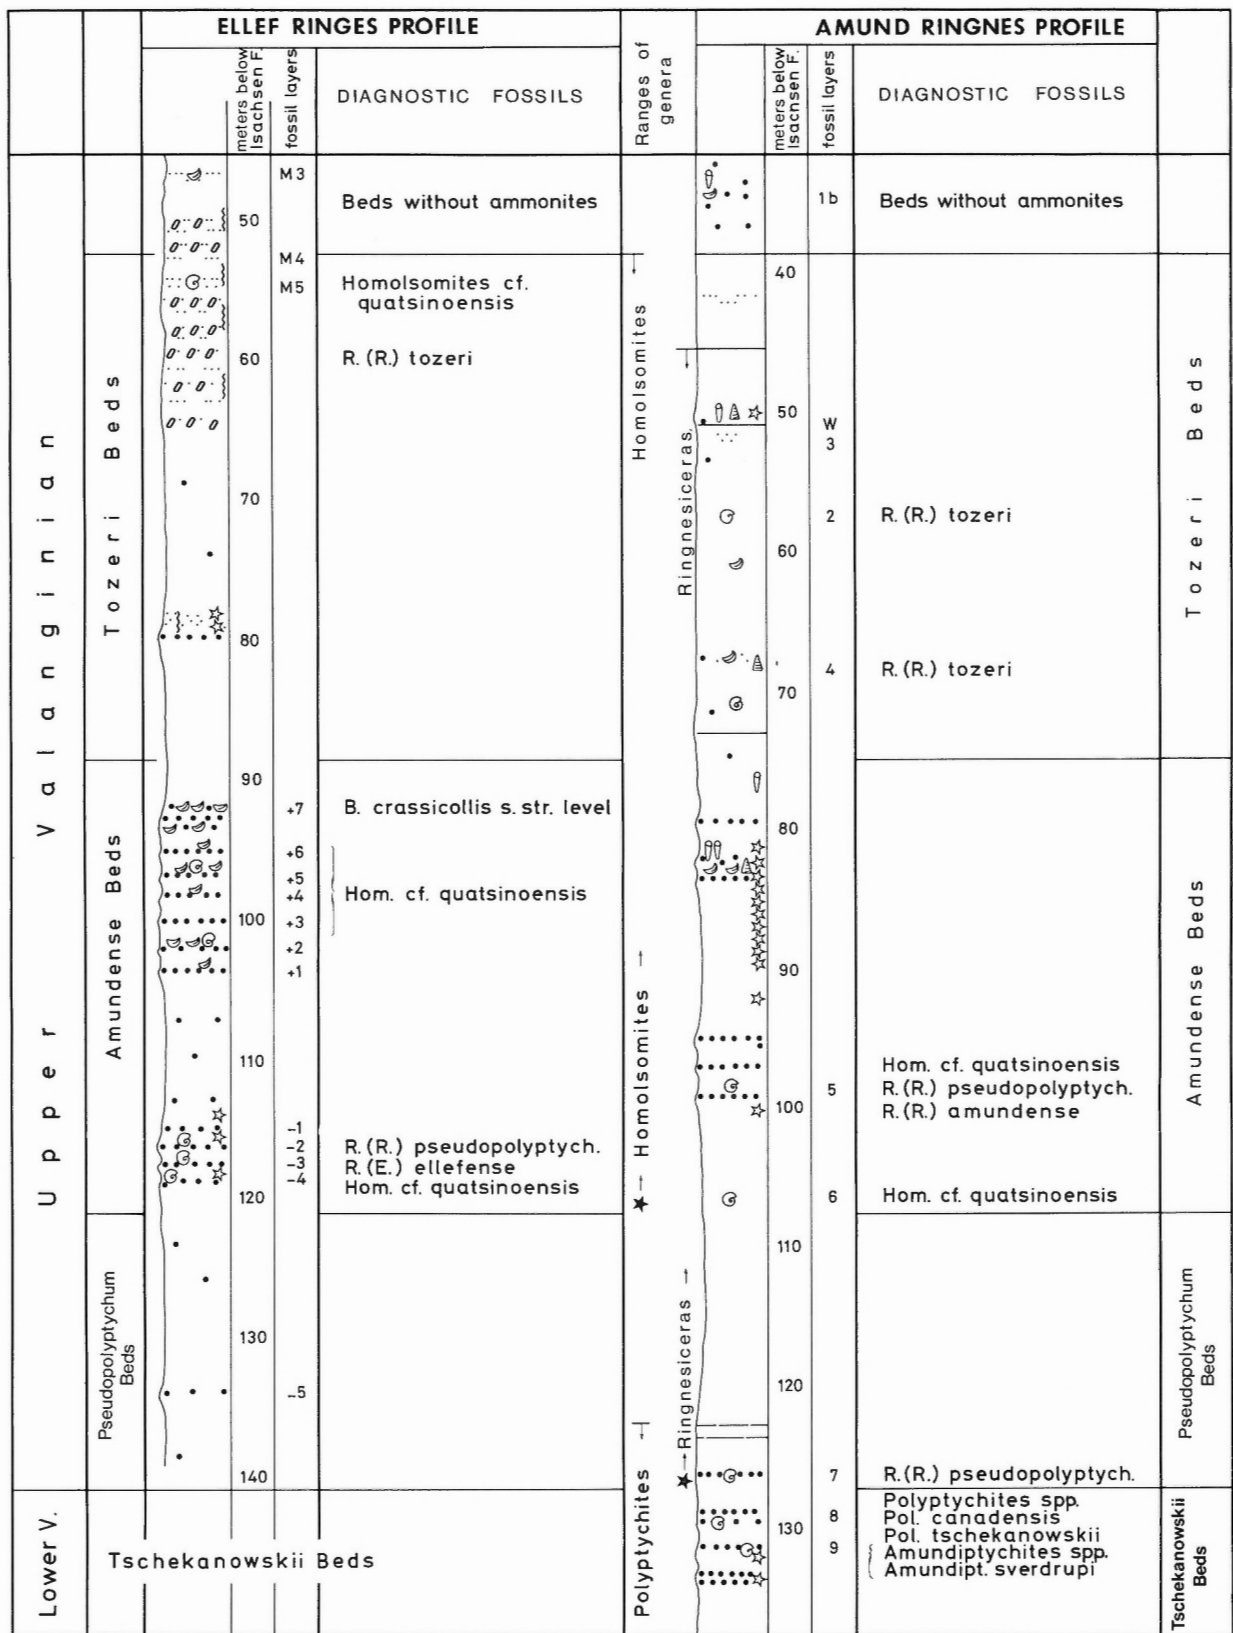 ELLEF RINGES PROFILE
meters below
Isachsen F.
fossil layers
DIAGNOSTIC FOSSILS
Ranges of
genera
AMUND RINGNES PROFILE
meters below
Isacnsen F.
fossil layers
DIAGNOSTIC FOSSILS
Upper Valanginian
Lower V.
Tozeri Beds
Amundense Beds
Pseudopolyptychum
Beds
Tschekanowskii Beds
50
60
70
80
90
100
110
120
130
140
M3
M4
M5
+7
+6
+5
+4
+3
+2
+1
-1
-2
-3
-4
-5
Beds without ammonites
Homolsomites cf.
quatsinoensis
R.(R.) tozeri
B. crassicollis s. str. level
Hom. cf. quatsinoensis
R.(R.) pseudopolyptych.
R.(E.) ellefense
Hom. cf. quatsinoensis
Homolsomites
Ringnesiceras
Homolsomites
Ringnesiceras
Polyptychites
40
50
60
70
80
90
100
110
120
130
1b
W
3
2
4
5
6
7
8
9
Beds without ammonites
R.(R.) tozeri
R.(R.) tozeri
Hom. cf. quatsinoensis
R.(R.) pseudopolyptych.
R.(R.) amundense
Hom. cf. quatsinoensis
R.(R.) pseudopolyptych.
Polyptychites spp.
Pol. canadensis
Pol. tschekanowskii
Amundiptychites spp.
Amundipt. sverdrupi
Tozeri Beds
Amundense Beds
Pseudopolyptychum
Beds
Tschekanowskii
Beds